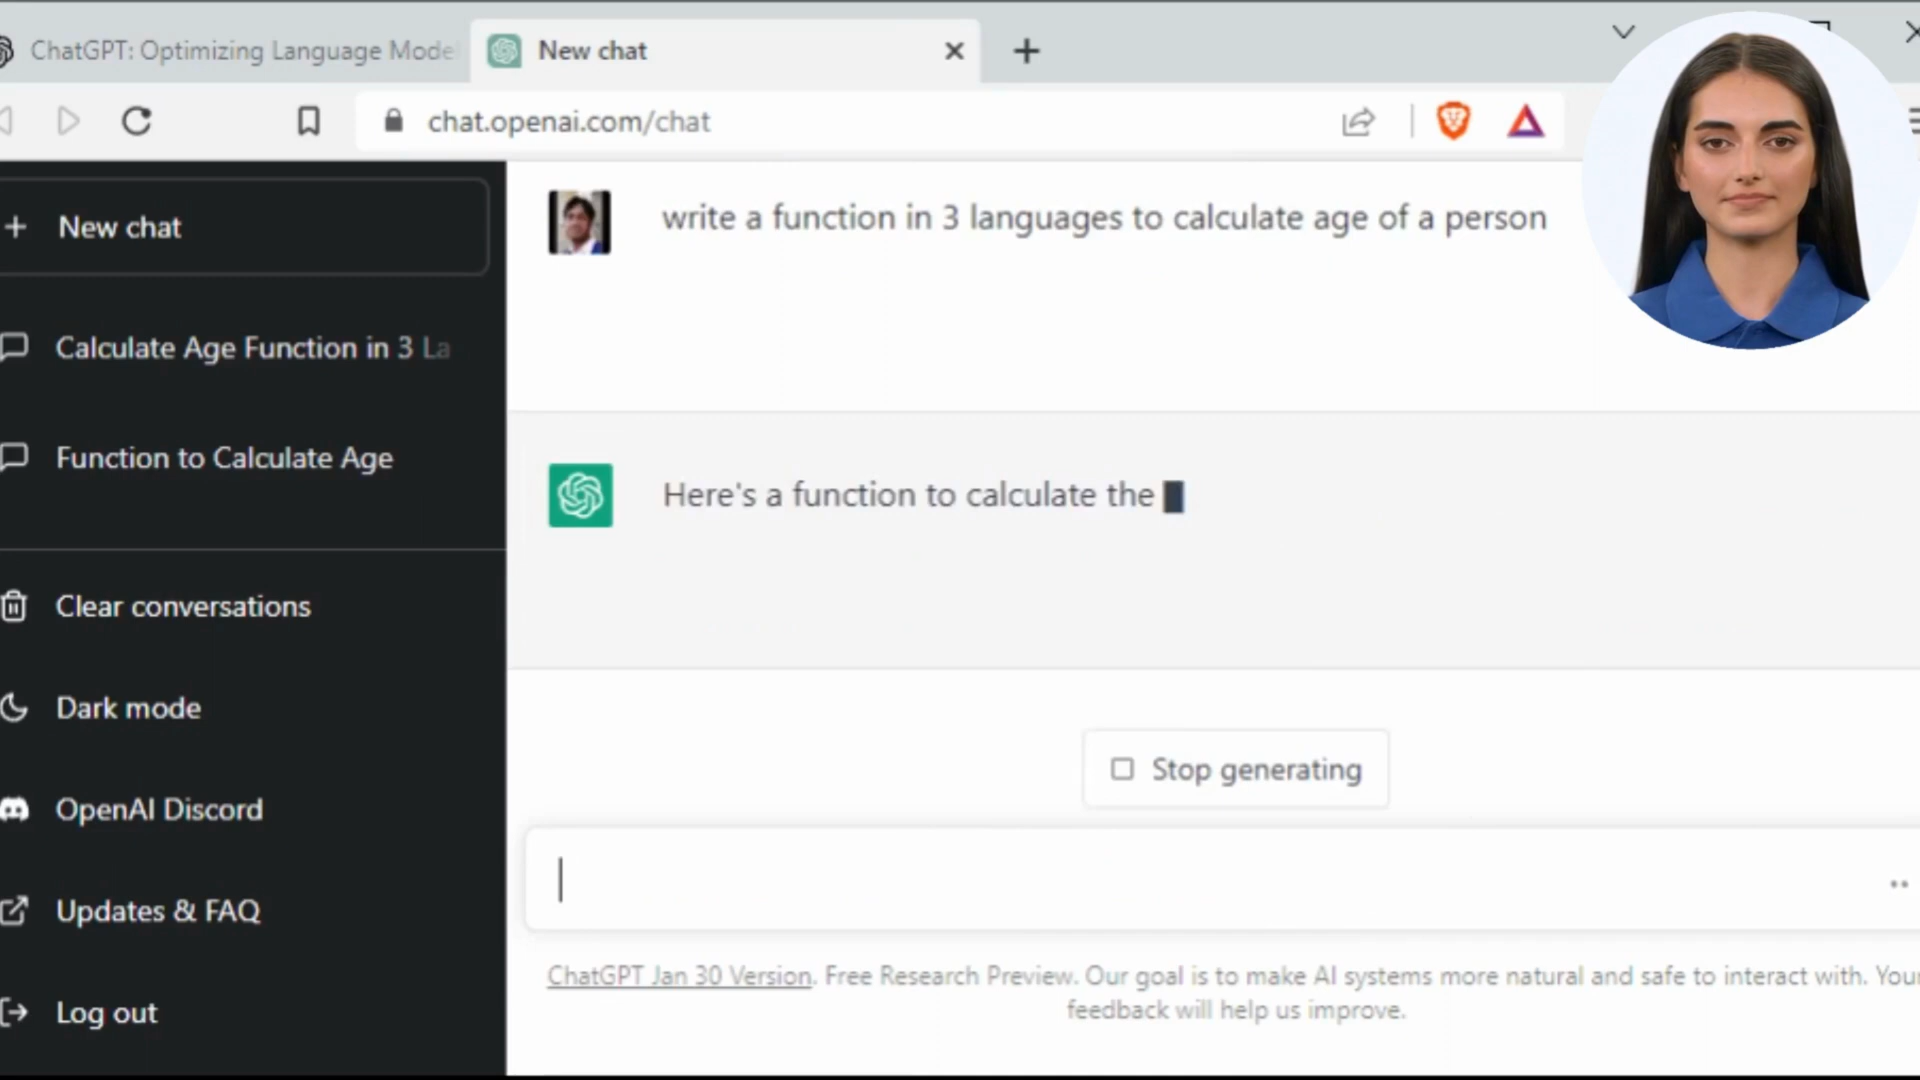 ChatGPT: Optimizing Language Mode
New chat
chat.openai.com/chat
New chat
Calculate Age Function in 3 La
Function to Calculate Age
Clear conversations
Dark mode
OpenAI Discord
Updates & FAQ
Log out
write a function in 3 languages to calculate age of a person
Here's a function to calculate the
Stop generating
ChatGPT Jan 30 Version. Free Research Preview. Our goal is to make AI systems more natural and safe to interact with. Your
feedback will help us improve.